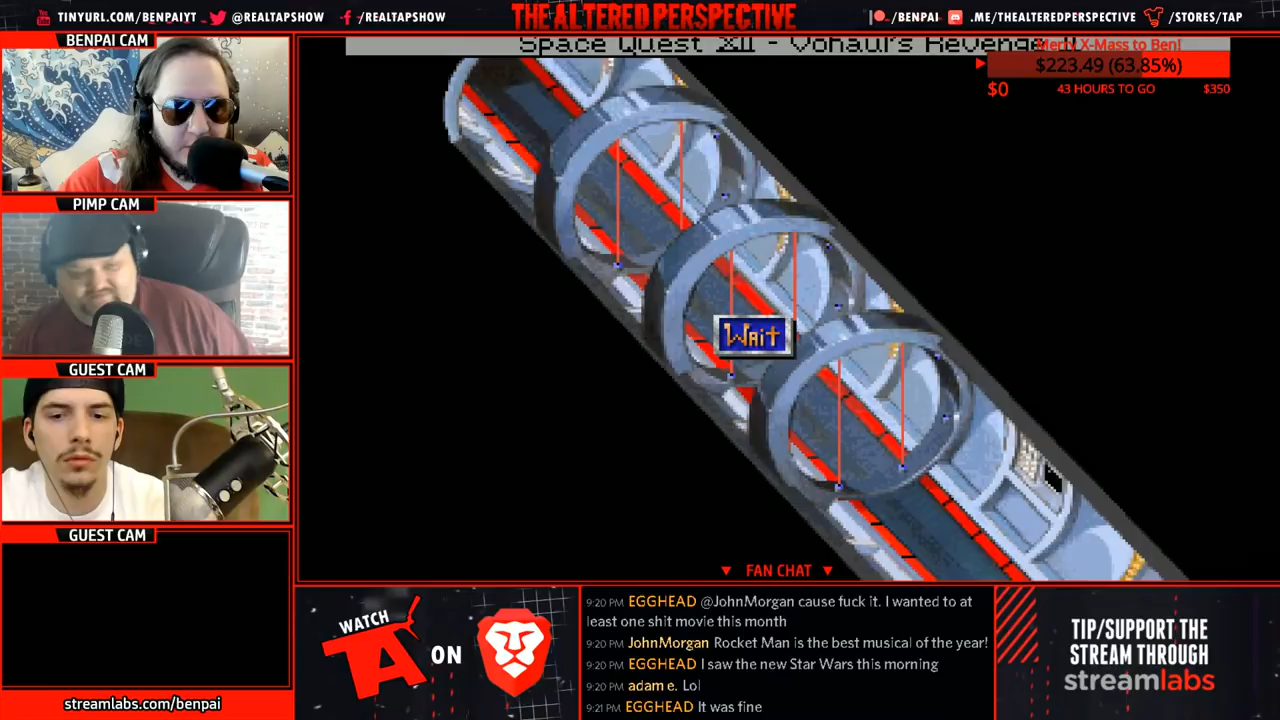 TINYURL.COM/BENPAIYT @REALTAPSHOW /REALTAPSHOW
THE ALTERED PERSPECTIVE
/BENPAI .ME/THEALTEREDPERSPECTIVE /STORES/TAP
BENPAI CAM
Space Quest XII - Vohaul's Revenge II
Merry X-Mass to Ben!
$223.49 (63.85%)
$0 43 HOURS TO GO $350
PIMP CAM
Wait
GUEST CAM
GUEST CAM
FAN CHAT
WATCH
TA ON
9:20 PM EGGHEAD @JohnMorgan cause fuck it. I wanted to at
least one shit movie this month
9:20 PM JohnMorgan Rocket Man is the best musical of the year!
9:20 PM EGGHEAD I saw the new Star Wars this morning
9:20 PM adam e. Lol
9:21 PM EGGHEAD It was fine
TIP/SUPPORT THE
STREAM THROUGH
streamlabs
streamlabs.com/benpai